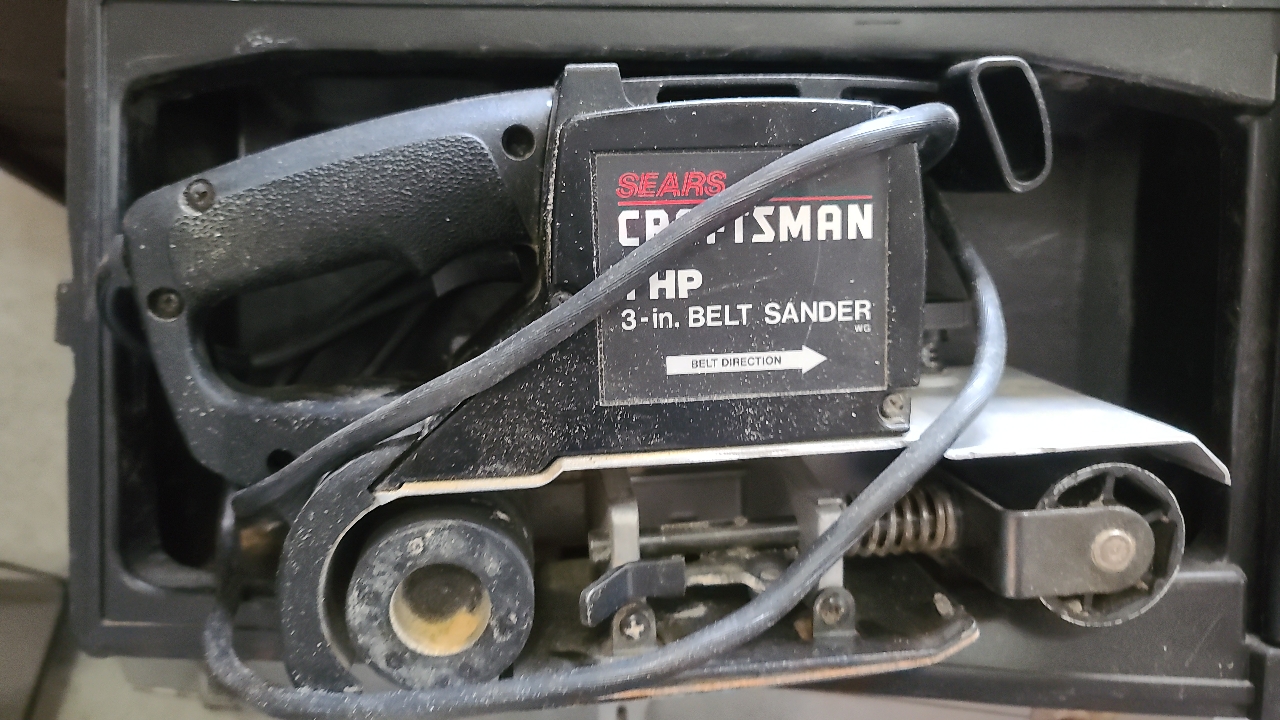 SEARS
CRAFTSMAN
HP
3-in. BELT SANDER
WG
BELT DIRECTION